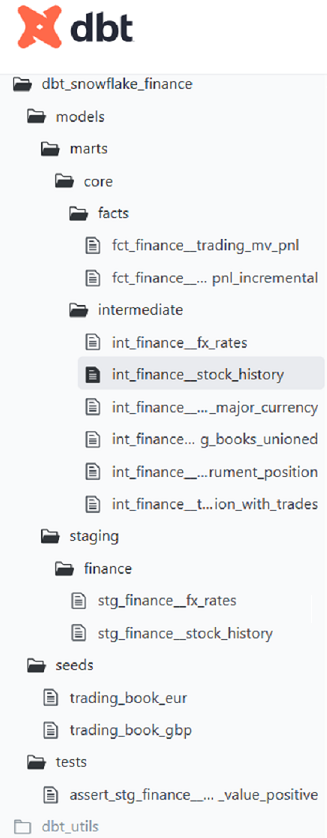 dbt
dbt_snowflake_finance
models
marts
core
facts
fct_finance__trading_mv_pnl
fct_finance__... pnl_incremental
intermediate
int_finance__fx_rates
int_finance__stock_history
int_finance__..._major_currency
int_finance__... g_books_unioned
int_finance__...rument_position
int_finance__t...ion_with_trades
staging
finance
stg_finance__fx_rates
stg_finance__stock_history
seeds
trading_book_eur
trading_book_gbp
tests
assert_stg_finance__... _value_positive
dbt_utils